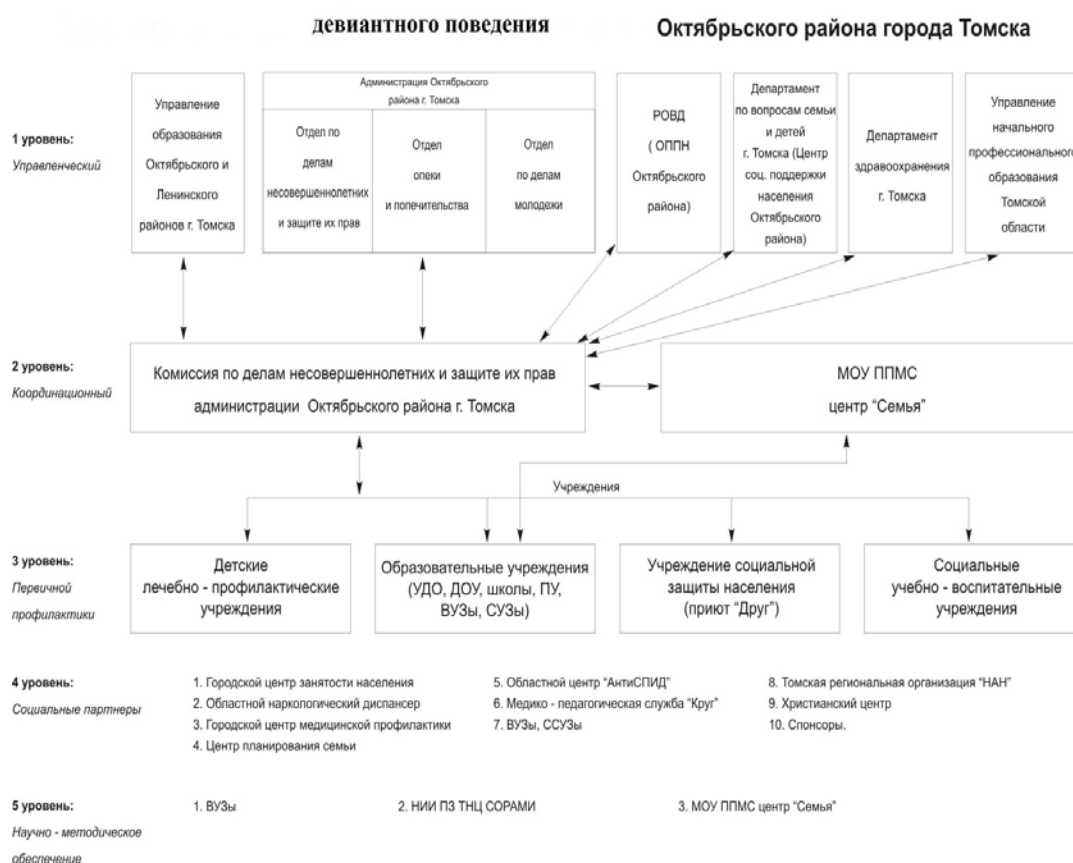 девиантного поведения
Октябрьского района города Томска
1 уровень:
Управленческий
Управление
образования
Октябрьского и
Ленинского
районов г. Томска
Администрация Октябрьского
района г. Томска
Отдел по
делам
несовершеннолетних
и защите их прав
Отдел
опеки
и попечительства
Отдел
по делам
молодежи
РОВД
( ОППН
Октябрьского
района)
Департамент
по вопросам семьи
и детей
г. Томска (Центр
соц. поддержки
населения
Октябрьского
района)
Департамент
здравоохранения
г. Томска
Управление
начального
профессионального
образования
Томской
области
2 уровень:
Координационный
Комиссия по делам несовершеннолетних и защите их прав
администрации Октябрьского района г. Томска
МОУ ППМС
центр "Семья"
Учреждения
3 уровень:
Первичной
профилактики
Детские
лечебно - профилактические
учреждения
Образовательные учреждения
(УДО, ДОУ, школы, ПУ,
ВУЗы, СУЗы)
Учреждение социальной
защиты населения
(приют "Друг")
Социальные
учебно - воспитательные
учреждения
4 уровень:
Социальные партнеры
1. Городской центр занятости населения
2. Областной наркологический диспансер
3. Городской центр медицинской профилактики
4. Центр планирования семьи
5. Областной центр "АнтиСПИД"
6. Медико - педагогическая служба "Круг"
7. ВУЗы, ССУЗы
8. Томская региональная организация "НАН"
9. Христианский центр
10. Спонсоры.
5 уровень:
Научно - методическое
обеспечение
1. ВУЗы
2. НИИ ПЗ ТНЦ СОРАМИ
3. МОУ ППМС центр "Семья"